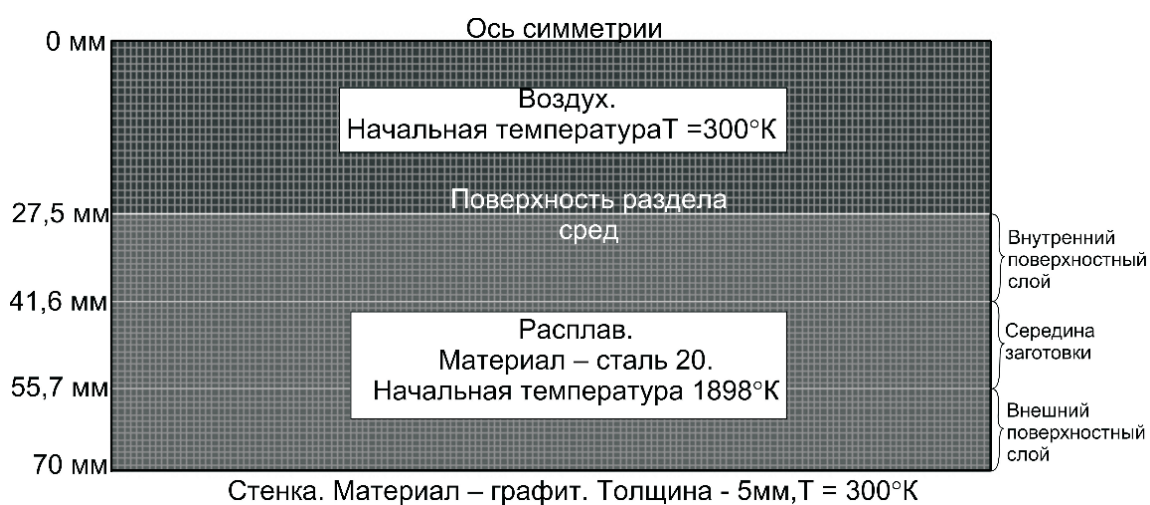 Ось симметрии
0 мм
Воздух.
Начальная температураТ =300°К
Поверхность раздела
сред
27,5 мм
Внутренний
поверхностный
слой
41,6 мм
Расплав.
Материал – сталь 20.
Начальная температура 1898°К
Середина
заготовки
55,7 мм
Внешний
поверхностный
слой
70 мм
Стенка. Материал – графит. Толщина - 5мм,Т = 300°К